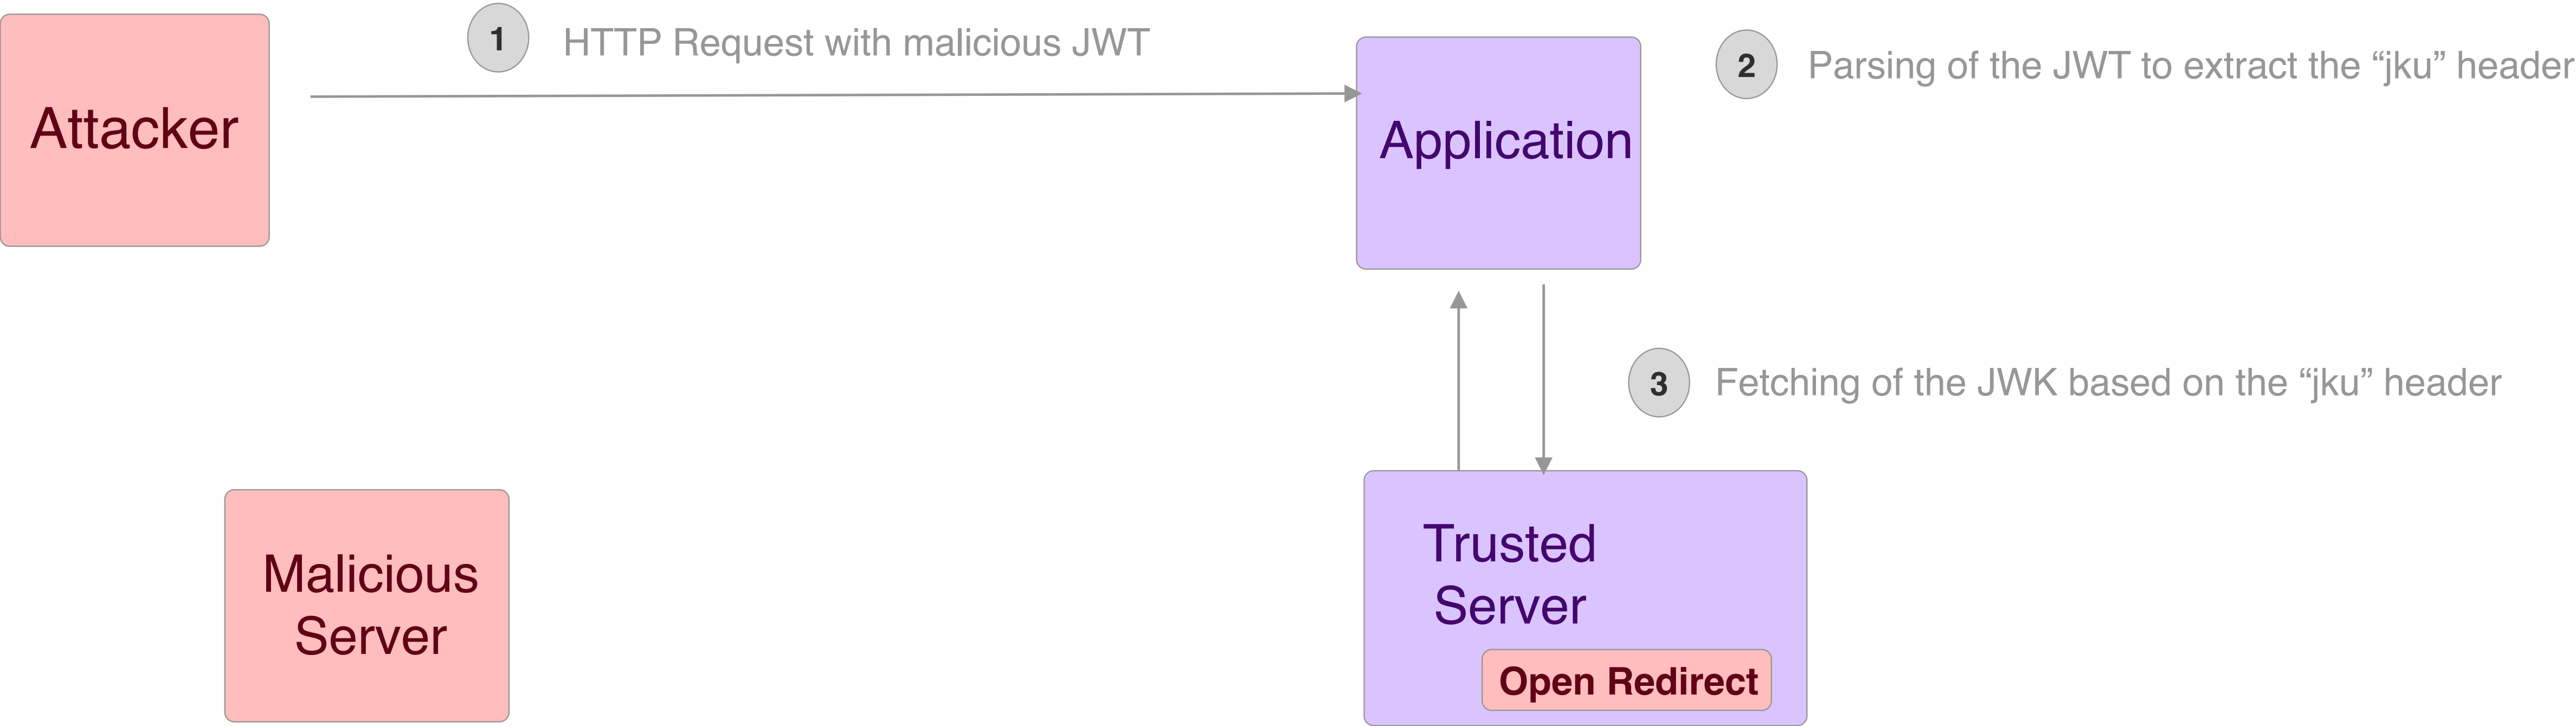 1 HTTP Request with malicious JWT
Attacker
Application
2 Parsing of the JWT to extract the “jku” header
3 Fetching of the JWK based on the “jku” header
Malicious
Server
Trusted
Server
Open Redirect